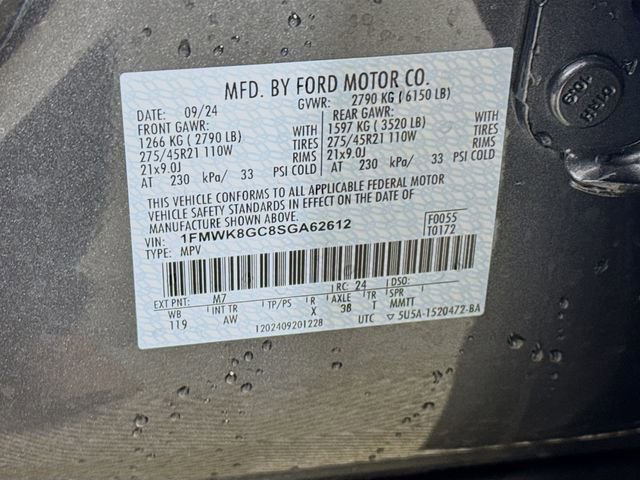 MFD. BY FORD MOTOR CO.
DATE: 09/24 GVWR: 2790 KG (6150 LB)
FRONT GAWR: REAR GAWR:
1266 KG (2790 LB) WITH 1597 KG (3520 LB) WITH
275/45R21 110W TIRES 275/45R21 110W TIRES
21x9.0J RIMS 21x9.0J RIMS
AT 230 kPa/ 33 PSI COLD AT 230 kPa/ 33 PSI COLD
THIS VEHICLE CONFORMS TO ALL APPLICABLE FEDERAL MOTOR
VEHICLE SAFETY STANDARDS IN EFFECT ON THE DATE OF
MANUFACTURE SHOWN ABOVE.
VIN: 1FMWK8GC8SGA62612 F0055
TYPE: MPV T0172
EXT PNT: M7 RC: 24 DSO:
WB INT TR TP/PS R AXLE TR SPR
119 AW X 38 T MMTT
1202409201228 UTC 5U5A-1520472-BA